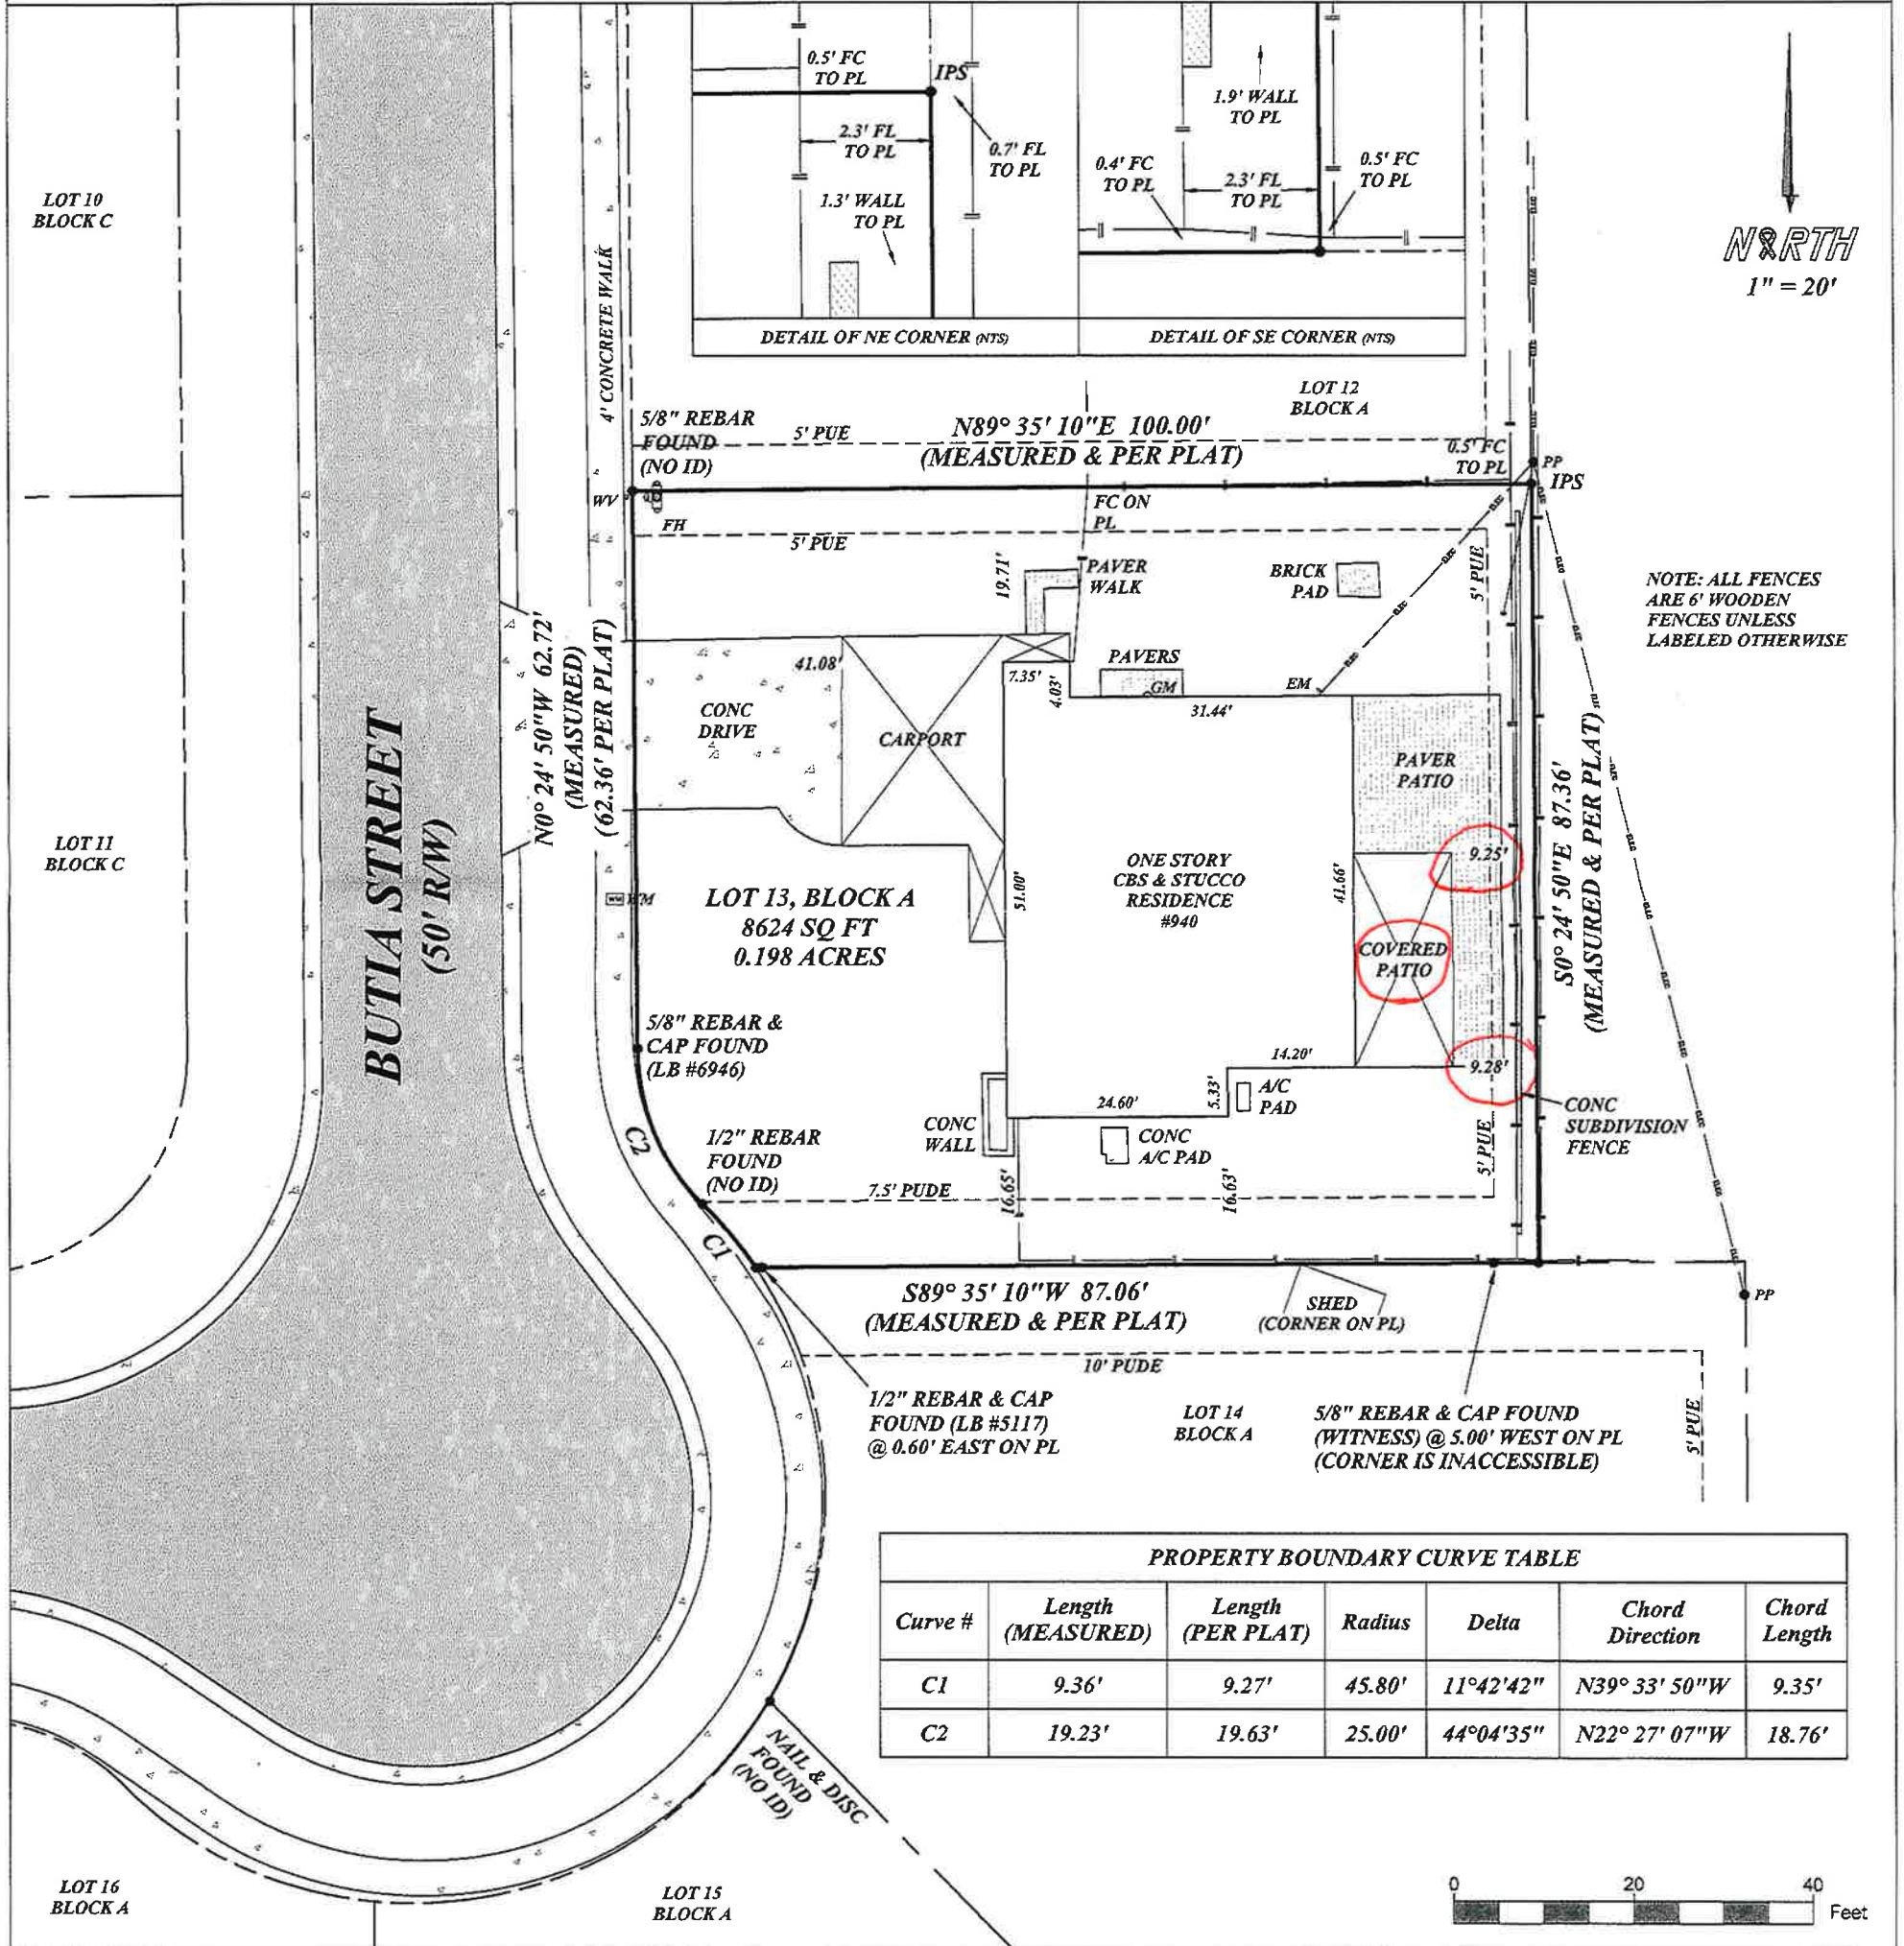 0.5' FC
TO PL
IPS
2.3' FL
TO PL
0.7' FL
TO PL
1.3' WALL
TO PL
DETAIL OF NE CORNER (NTS)
1.9' WALL
TO PL
0.4' FC
TO PL
2.3' FL
TO PL
0.5' FC
TO PL
DETAIL OF SE CORNER (NTS)
NORTH
1" = 20'
LOT 10
BLOCK C
4' CONCRETE WALK
LOT 12
BLOCK A
5/8" REBAR
FOUND
(NO ID)
5' PUE
N89° 35' 10"E 100.00'
(MEASURED & PER PLAT)
0.5' FC
TO PL
PP
IPS
WV
FH
FC ON
PL
5' PUE
19.71'
PAVER
WALK
BRICK
PAD
5' PUE
ELEC
NOTE: ALL FENCES
ARE 6' WOODEN
FENCES UNLESS
LABELED OTHERWISE
N0° 24' 50"W 62.72'
(MEASURED)
(62.36' PER PLAT)
41.08'
7.35'
4.03'
PAVERS
GM
EM
31.44'
CONC
DRIVE
CARPORT
PAVER
PATIO
S0° 24' 50"E 87.36'
(MEASURED & PER PLAT)
BUTIA STREET
(50' R/W)
LOT 11
BLOCK C
9.25'
ONE STORY
CBS & STUCCO
RESIDENCE
#940
51.00'
41.66'
WM
WM
LOT 13, BLOCK A
8624 SQ FT
0.198 ACRES
COVERED
PATIO
5/8" REBAR &
CAP FOUND
(LB #6946)
14.20'
9.28'
5.33'
A/C
PAD
24.60'
CONC
SUBDIVISION
FENCE
CONC
WALL
CONC
A/C PAD
C2
1/2" REBAR
FOUND
(NO ID)
5' PUE
16.65'
7.5' PUDE
16.63'
C1
S89° 35' 10"W 87.06'
(MEASURED & PER PLAT)
SHED
(CORNER ON PL)
PP
10' PUDE
1/2" REBAR & CAP
FOUND (LB #5117)
@ 0.60' EAST ON PL
LOT 14
BLOCK A
5/8" REBAR & CAP FOUND
(WITNESS) @ 5.00' WEST ON PL
(CORNER IS INACCESSIBLE)
5' PUE
PROPERTY BOUNDARY CURVE TABLE
Curve # Length (MEASURED) Length (PER PLAT) Radius Delta Chord Direction Chord Length
C1 9.36' 9.27' 45.80' 11°42'42" N39° 33' 50"W 9.35'
C2 19.23' 19.63' 25.00' 44°04'35" N22° 27' 07"W 18.76'
NAIL & DISC
FOUND
(NO ID)
LOT 16
BLOCK A
LOT 15
BLOCK A
0 20 40
Feet